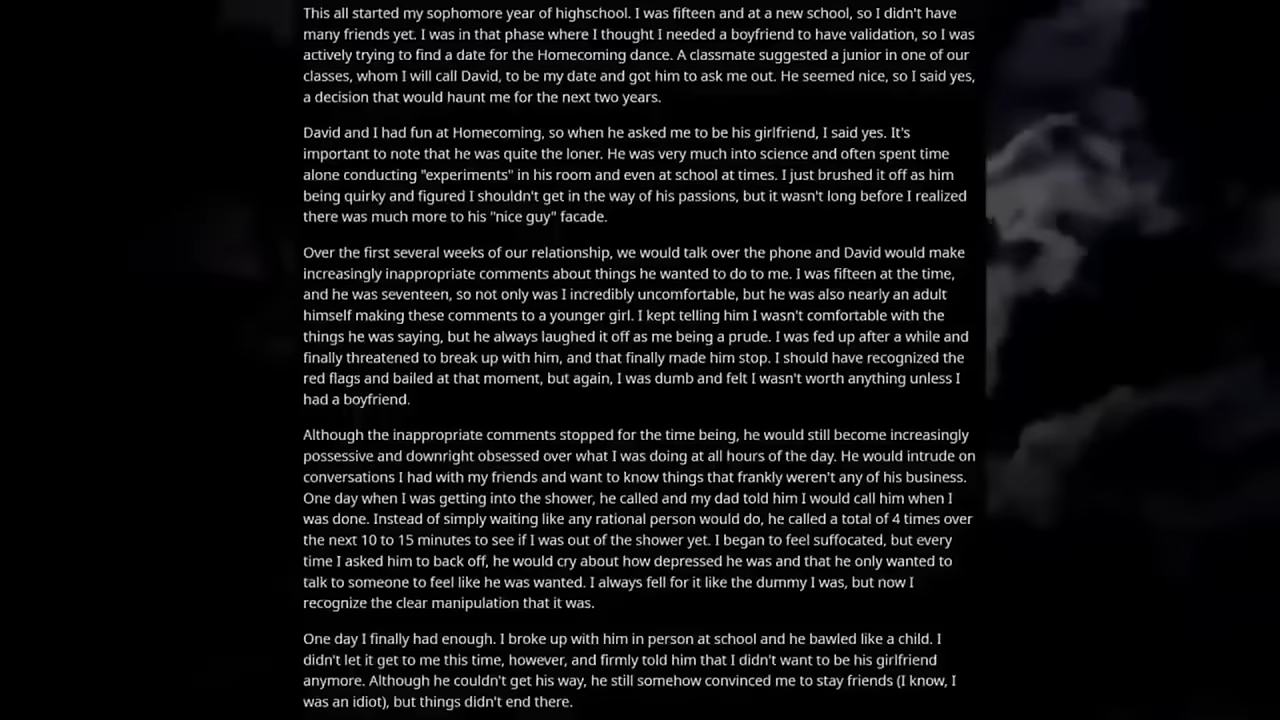 This all started my sophomore year of highschool. I was fifteen and at a new school, so I didn't have
many friends yet. I was in that phase where I thought I needed a boyfriend to have validation, so I was
actively trying to find a date for the Homecoming dance. A classmate suggested a junior in one of our
classes, whom I will call David, to be my date and got him to ask me out. He seemed nice, so I said yes,
a decision that would haunt me for the next two years.
David and I had fun at Homecoming, so when he asked me to be his girlfriend, I said yes. It's
important to note that he was quite the loner. He was very much into science and often spent time
alone conducting "experiments" in his room and even at school at times. I just brushed it off as him
being quirky and figured I shouldn't get in the way of his passions, but it wasn't long before I realized
there was much more to his "nice guy" facade.
Over the first several weeks of our relationship, we would talk over the phone and David would make
increasingly inappropriate comments about things he wanted to do to me. I was fifteen at the time,
and he was seventeen, so not only was I incredibly uncomfortable, but he was also nearly an adult
himself making these comments to a younger girl. I kept telling him I wasn't comfortable with the
things he was saying, but he always laughed it off as me being a prude. I was fed up after a while and
finally threatened to break up with him, and that finally made him stop. I should have recognized the
red flags and bailed at that moment, but again, I was dumb and felt I wasn't worth anything unless I
had a boyfriend.
Although the inappropriate comments stopped for the time being, he would still become increasingly
possessive and downright obsessed over what I was doing at all hours of the day. He would intrude on
conversations I had with my friends and want to know things that frankly weren't any of his business.
One day when I was getting into the shower, he called and my dad told him I would call him when I
was done. Instead of simply waiting like any rational person would do, he called a total of 4 times over
the next 10 to 15 minutes to see if I was out of the shower yet. I began to feel suffocated, but every
time I asked him to back off, he would cry about how depressed he was and that he only wanted to
talk to someone to feel like he was wanted. I always fell for it like the dummy I was, but now I
recognize the clear manipulation that it was.
One day I finally had enough. I broke up with him in person at school and he bawled like a child. I
didn't let it get to me this time, however, and firmly told him that I didn't want to be his girlfriend
anymore. Although he couldn't get his way, he still somehow convinced me to stay friends (I know, I
was an idiot), but things didn't end there.